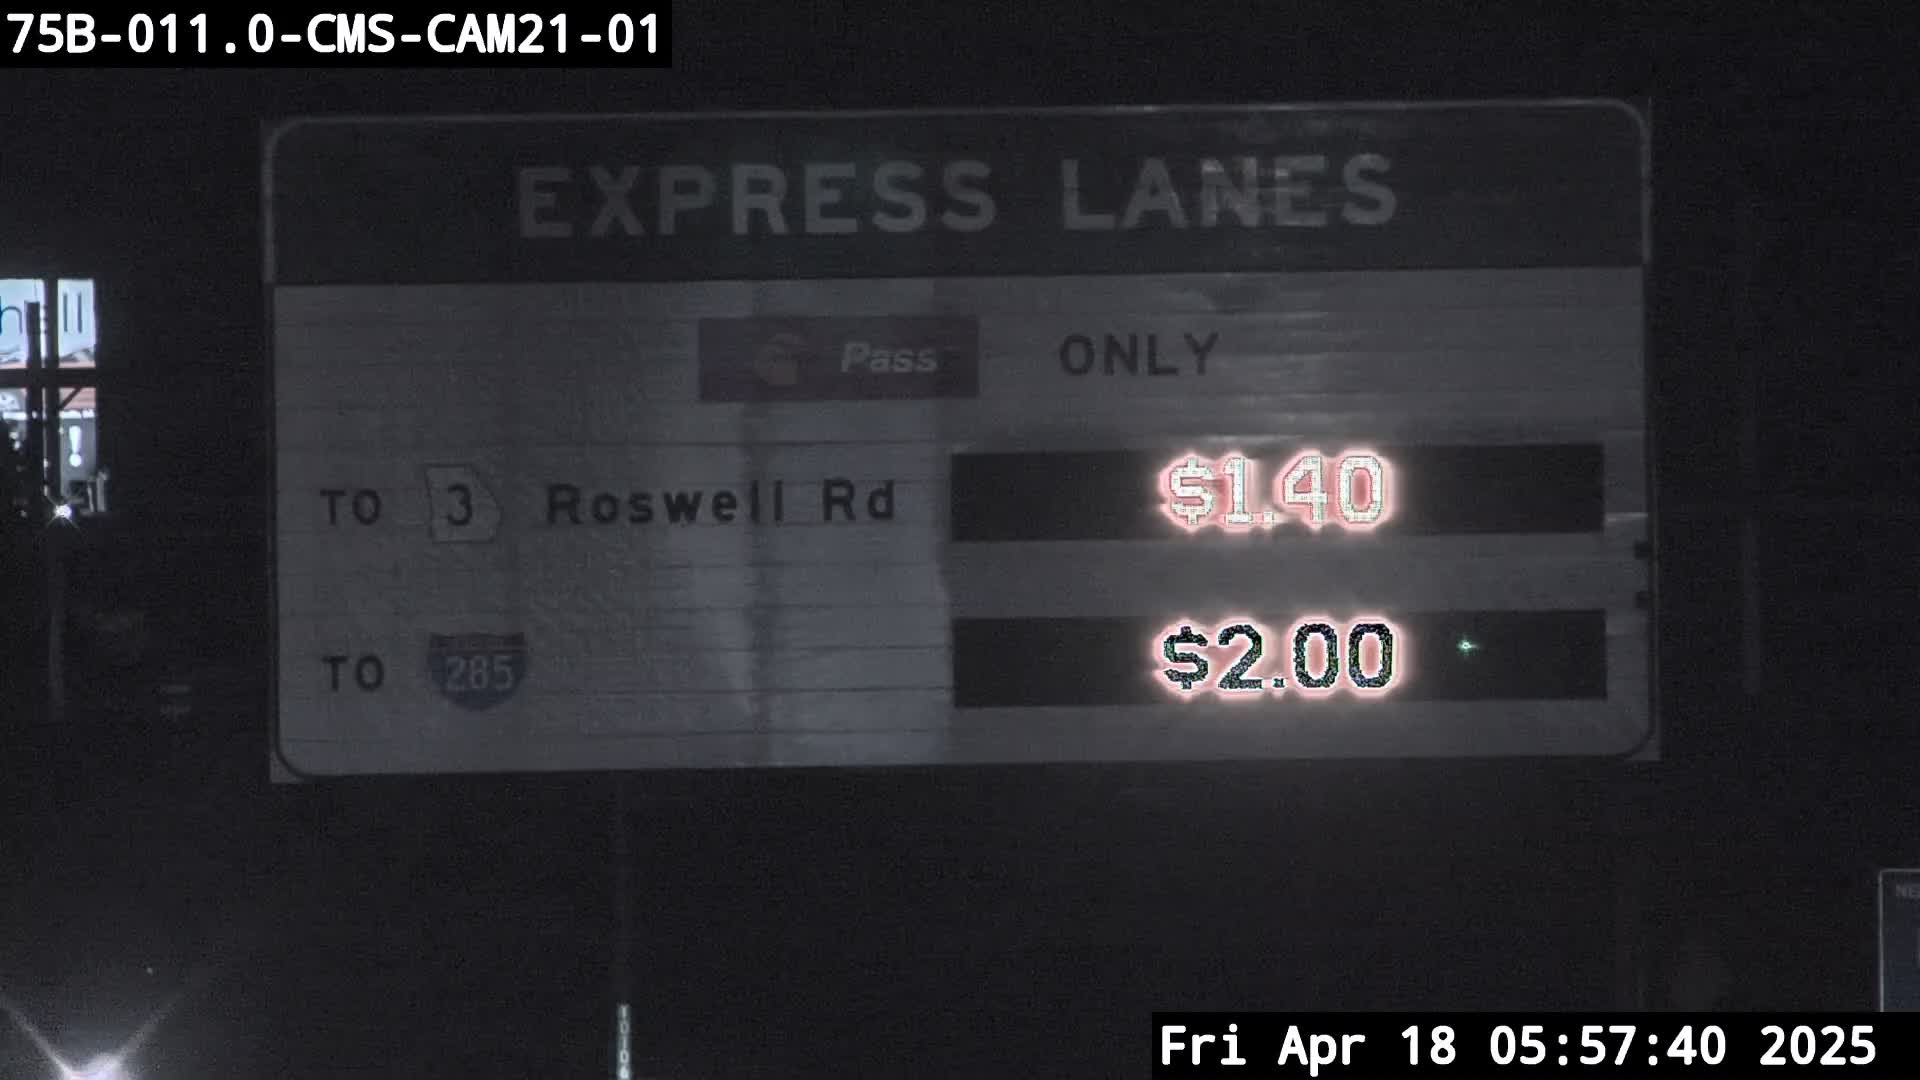 75B-011.0-CMS-CAM21-01
EXPRESS LANES
Pass ONLY
TO 3 Roswell Rd $1.40
TO 285 $2.00
Fri Apr 18 05:57:40 2025